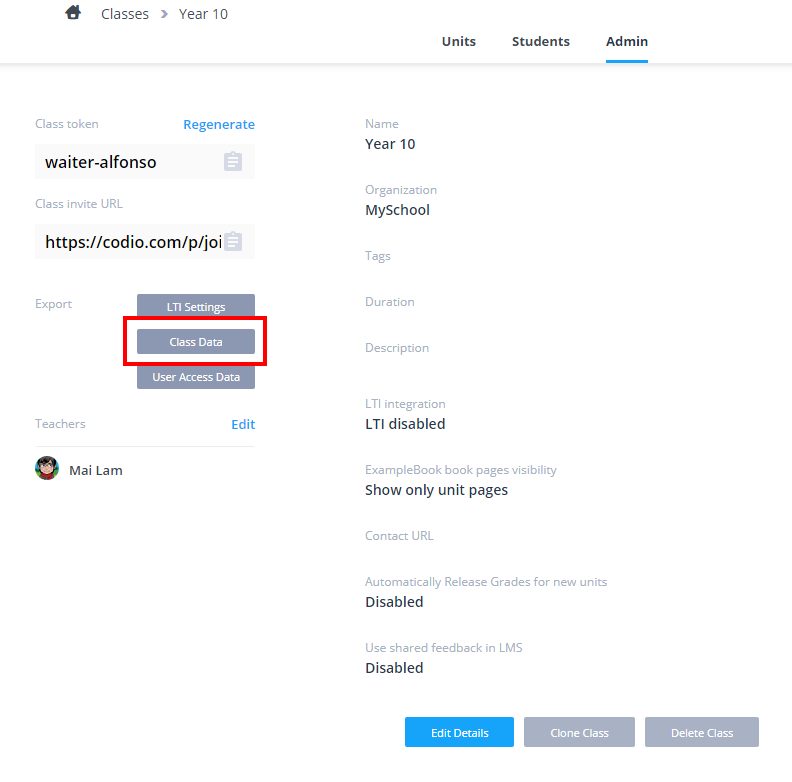 Classes > Year 10
Units Students Admin
Class token Regenerate
waiter-alfonso
Class invite URL
https://codio.com/p/joi
Export LTI Settings
Class Data
User Access Data
Teachers Edit
Mai Lam
Name
Year 10
Organization
MySchool
Tags
Duration
Description
LTI integration
LTI disabled
ExampleBook book pages visibility
Show only unit pages
Contact URL
Automatically Release Grades for new units
Disabled
Use shared feedback in LMS
Disabled
Edit Details Clone Class Delete Class